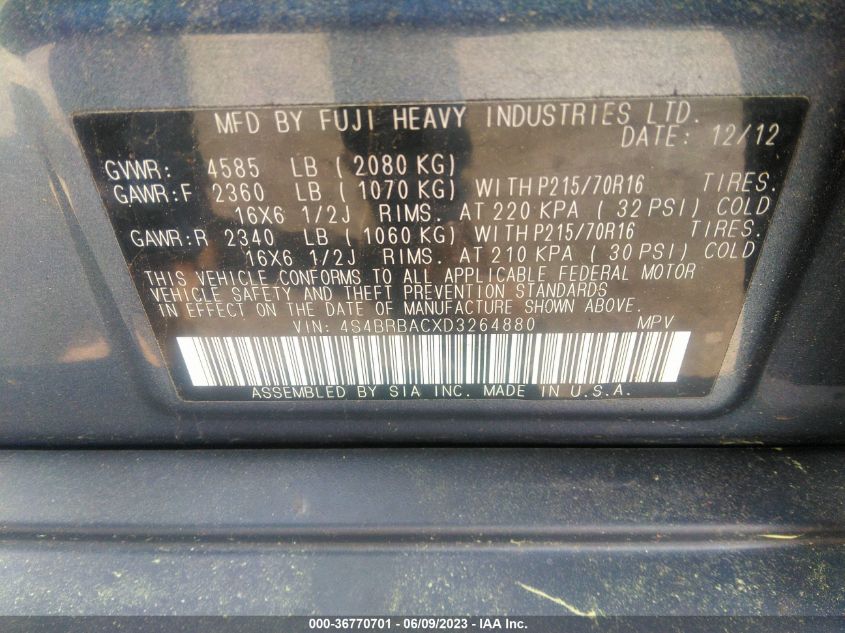 MFD BY FUJI HEAVY INDUSTRIES LTD.
DATE: 12/12
GVWR: 4585 LB ( 2080 KG)
GAWR:F 2360 LB ( 1070 KG) WITHP215/70R16 TIRES.
16X6 1/2J RIMS. AT 220 KPA ( 32 PSI) COLD
GAWR:R 2340 LB ( 1060 KG) WITHP215/70R16 TIRES.
16X6 1/2J RIMS. AT 210 KPA ( 30 PSI) COLD
THIS VEHICLE CONFORMS TO ALL APPLICABLE FEDERAL MOTOR
VEHICLE SAFETY AND THEFT PREVENTION STANDARDS
IN EFFECT ON THE DATE OF MANUFACTURE SHOWN ABOVE.
VIN: 4S4BRBACXD3264880 MPV
ASSEMBLED BY SIA INC. MADE IN U.S.A.
000-36770701 - 06/09/2023 - IAA Inc.